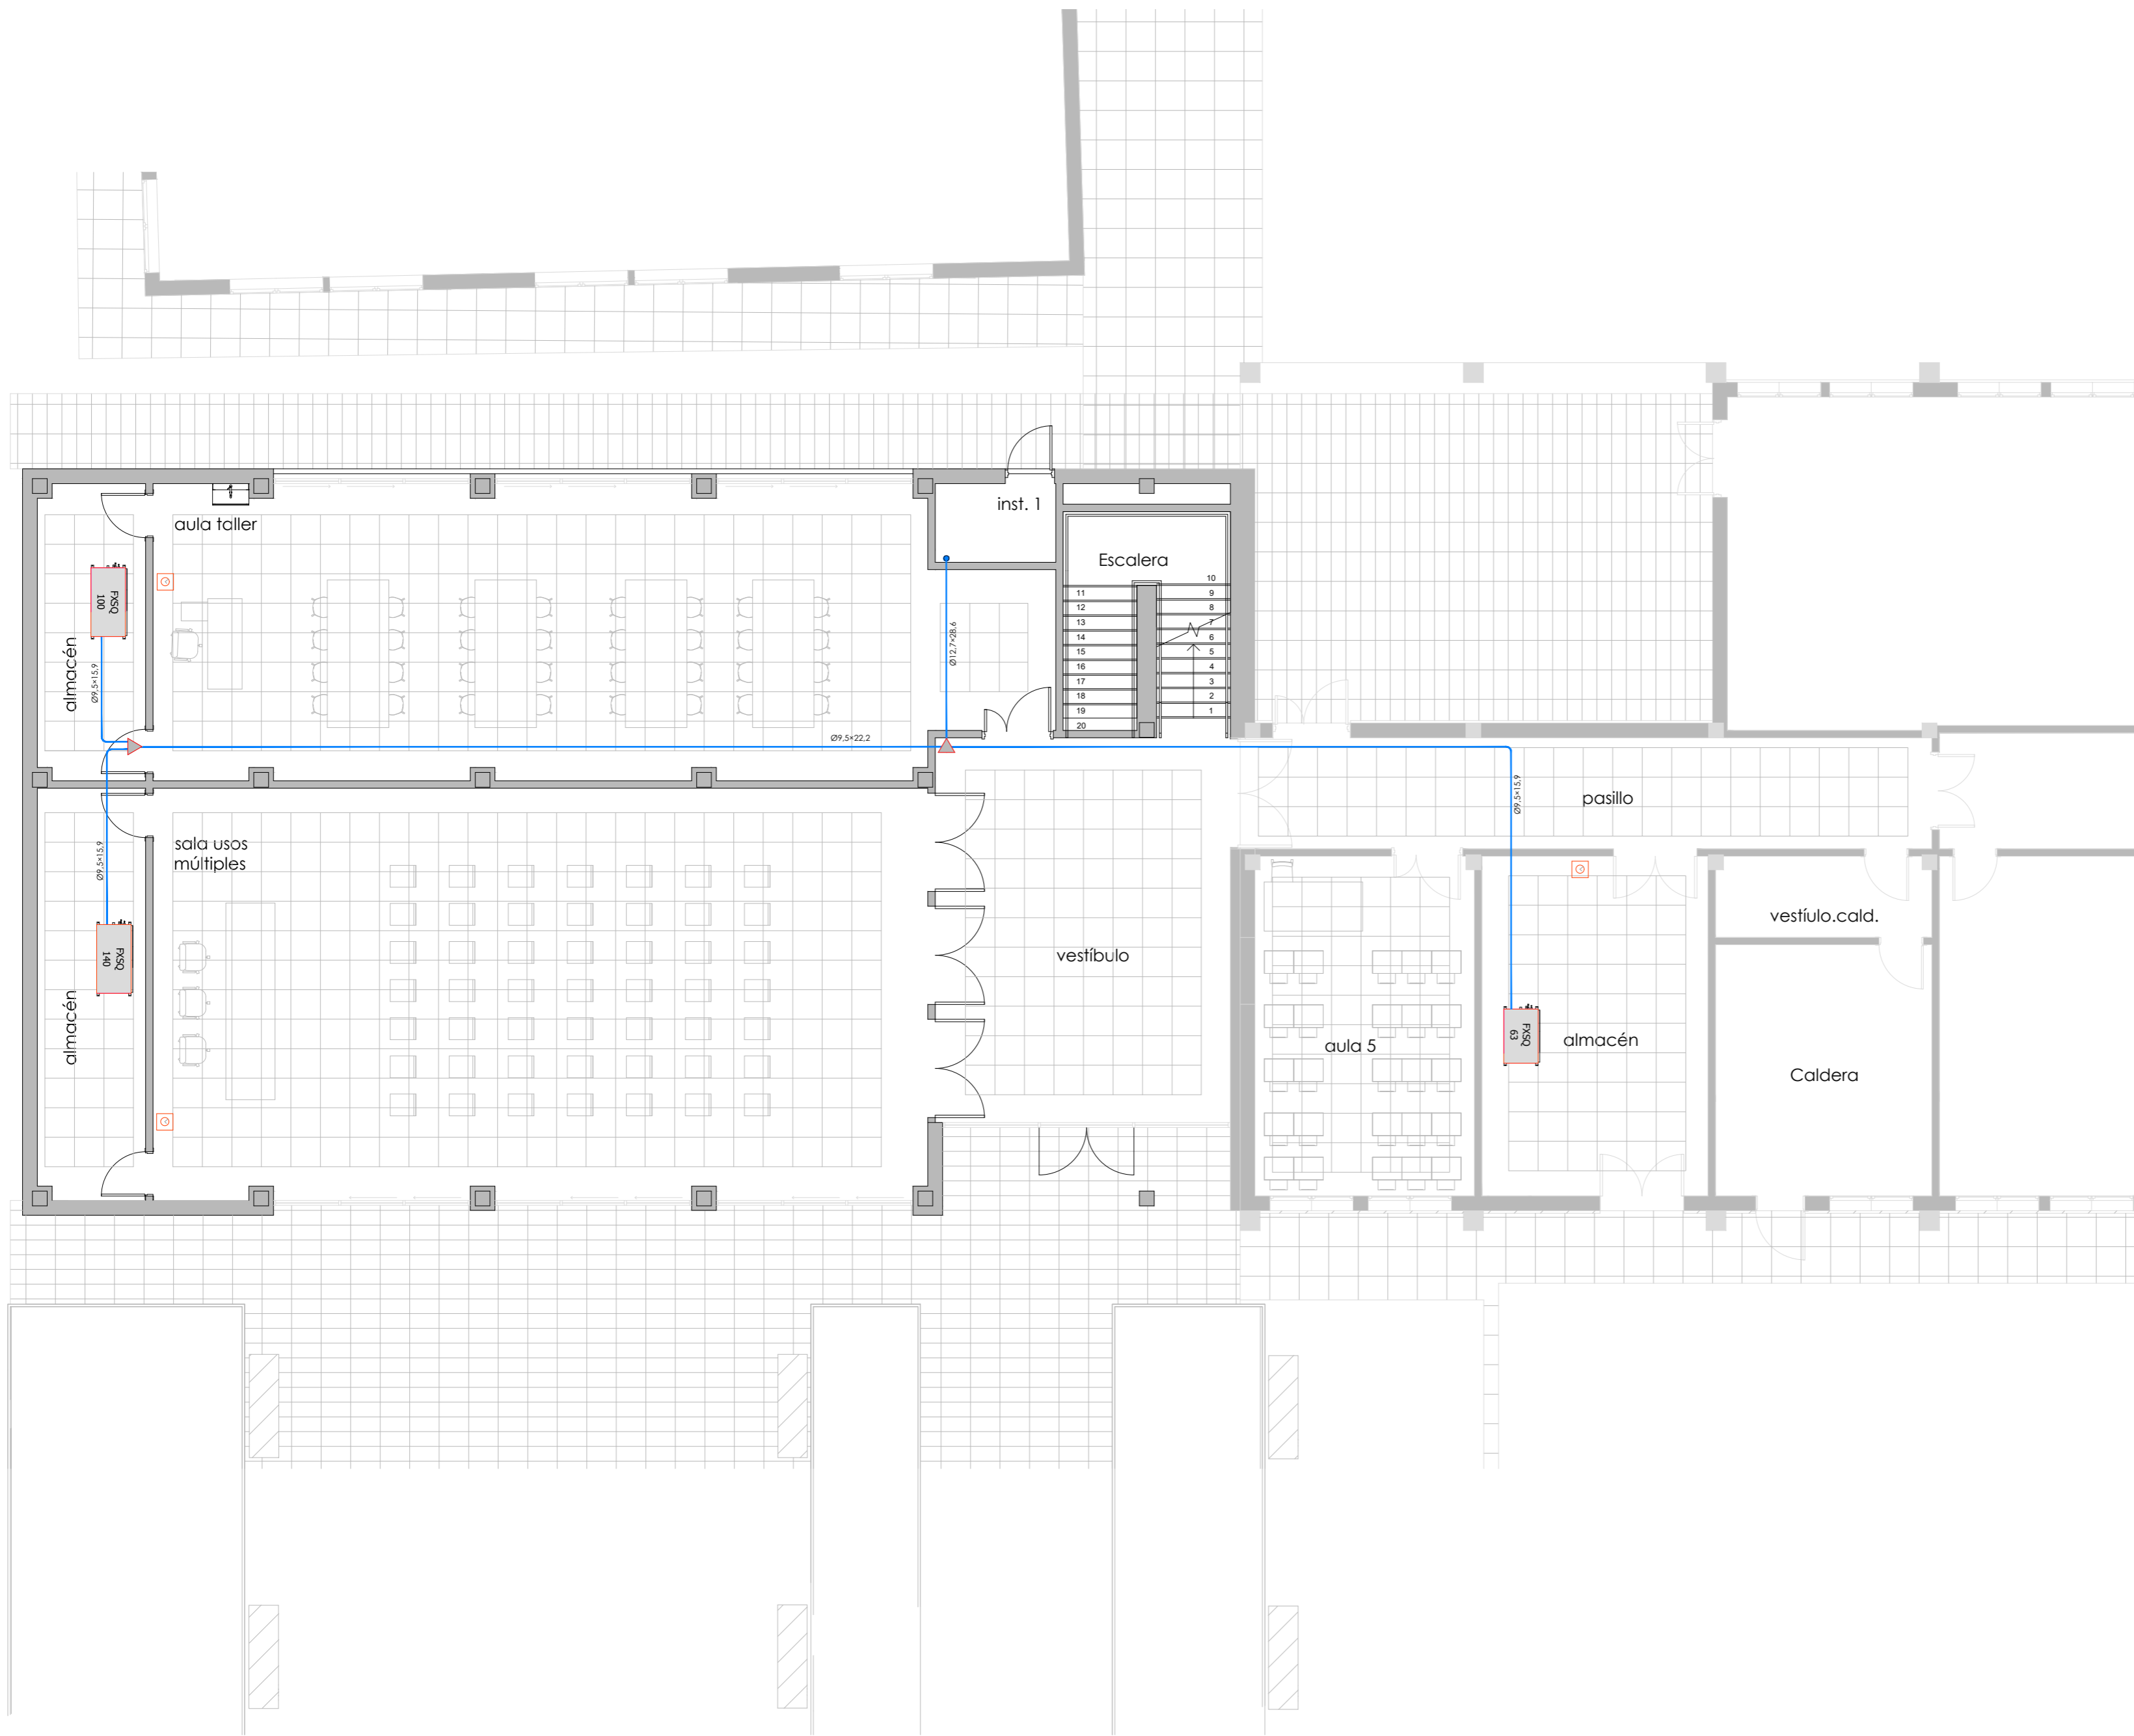 inst. 1
aula taller
Escalera
FXSQ
100
almacén
Ø9,5×15,9
Ø12,7×28,6
10
9
8
7
6
5
4
3
2
1
11
12
13
14
15
16
17
18
19
20
Ø9,5×22,2
Ø9,5×15,9
pasillo
sala usos
múltiples
Ø9,5×15,9
FXSQ
140
almacén
vestíbulo
vestíulo.cald.
aula 5
FXSQ
63
almacén
Caldera